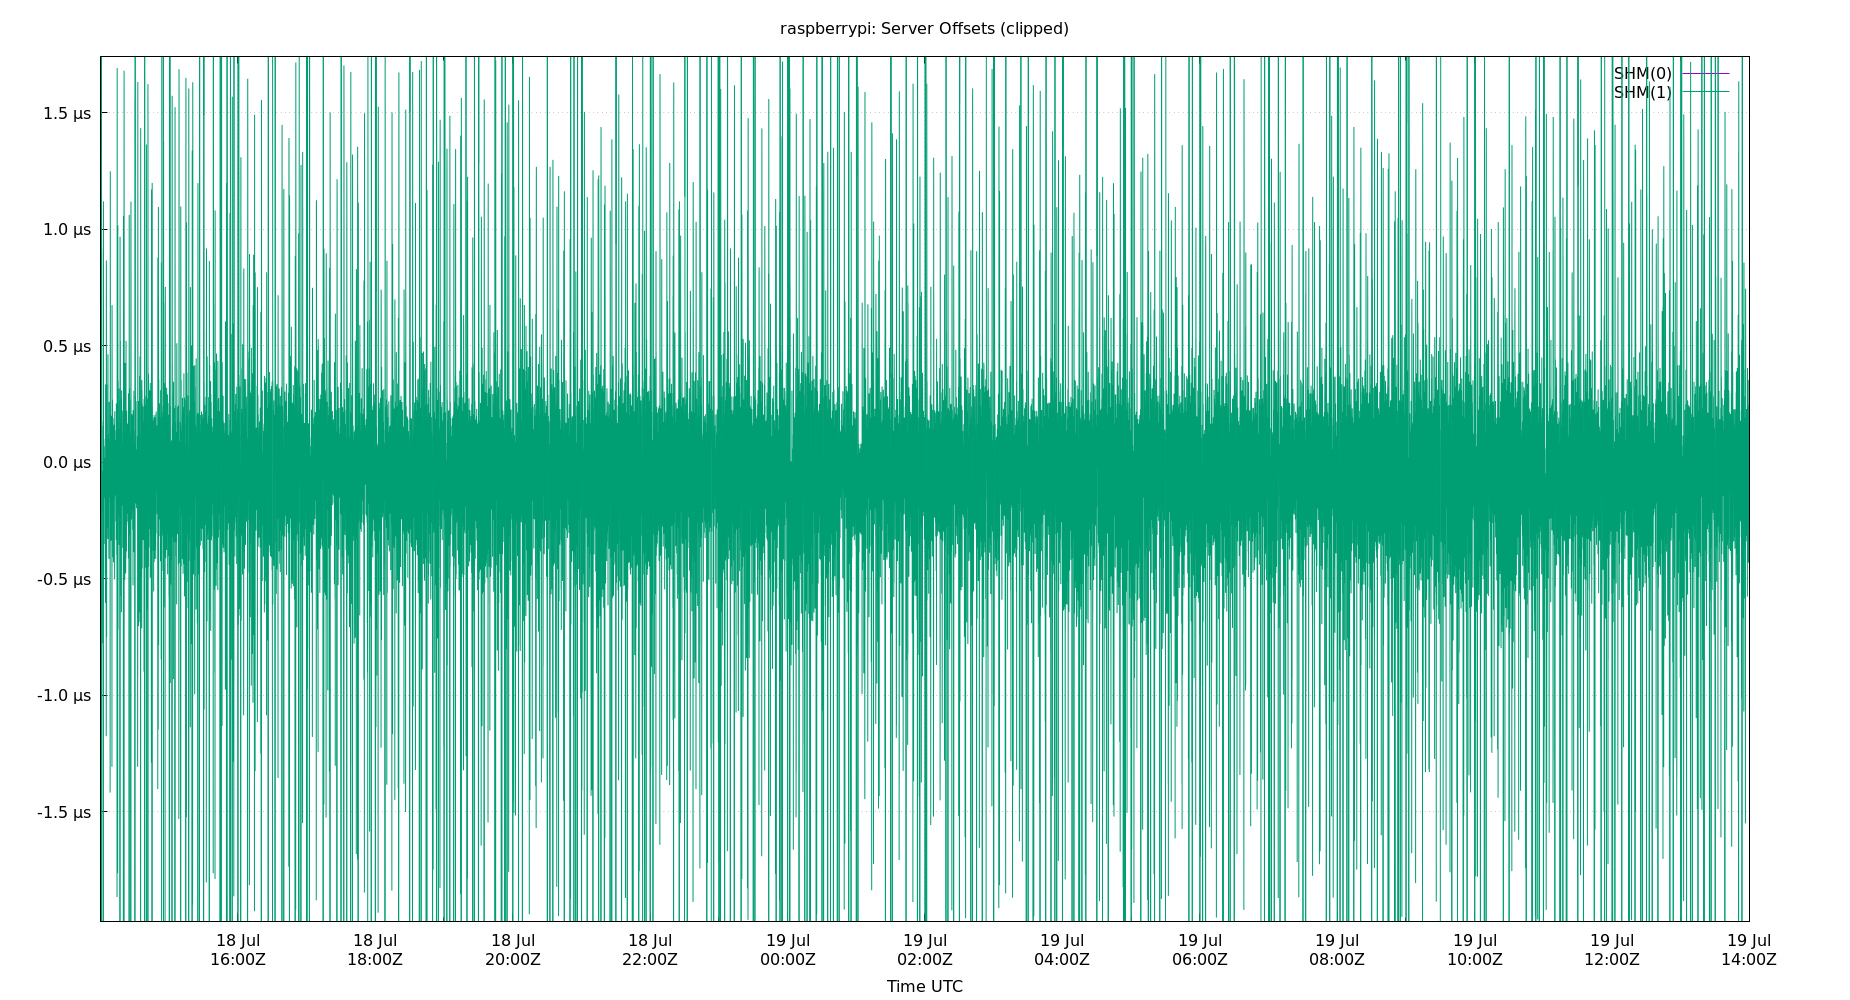 raspberrypi: Server Offsets (clipped)
SHM(0)
SHM(1)
1.5 µs
1.0 µs
0.5 µs
0.0 µs
-0.5 µs
-1.0 µs
-1.5 µs
18 Jul 18 Jul 18 Jul 18 Jul 19 Jul 19 Jul 19 Jul 19 Jul 19 Jul 19 Jul 19 Jul 19 Jul
16:00Z 18:00Z 20:00Z 22:00Z 00:00Z 02:00Z 04:00Z 06:00Z 08:00Z 10:00Z 12:00Z 14:00Z
Time UTC